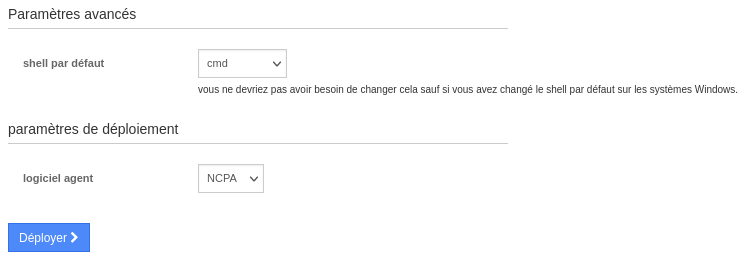 Paramètres avancés
shell par défaut
cmd
vous ne devriez pas avoir besoin de changer cela sauf si vous avez changé le shell par défaut sur les systèmes Windows.
paramètres de déploiement
logiciel agent
NCPA
Déployer